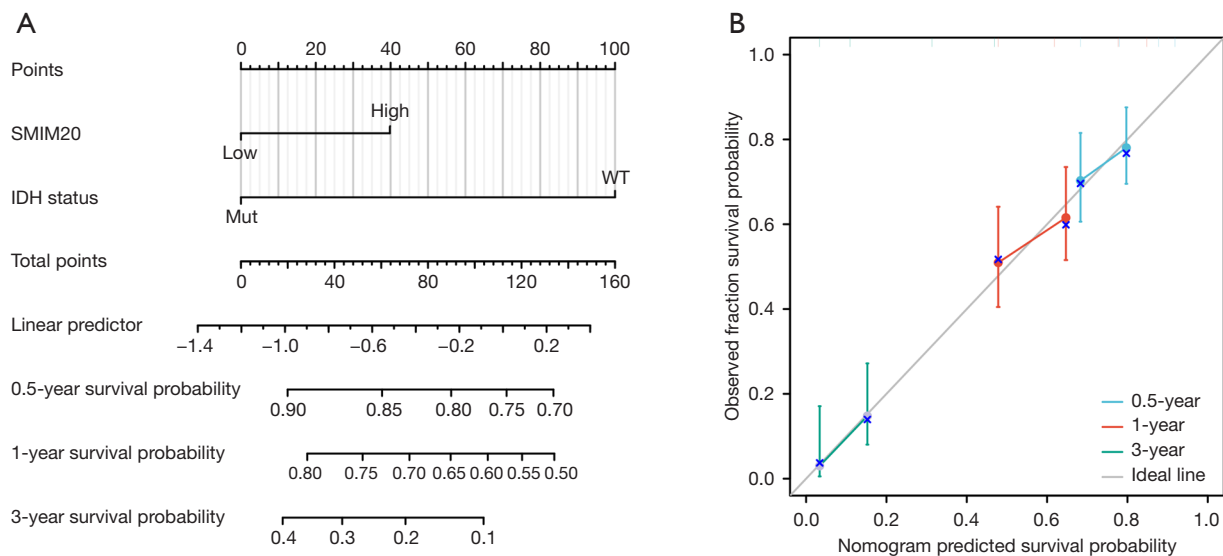 A
Points
0 20 40 60 80 100
SMIM20
High
Low
IDH status
WT
Mut
Total points
0 40 80 120 160
Linear predictor
−1.4 −1.0 −0.6 −0.2 0.2
0.5-year survival probability
0.90 0.85 0.80 0.75 0.70
1-year survival probability
0.80 0.75 0.70 0.65 0.60 0.55 0.50
3-year survival probability
0.4 0.3 0.2 0.1
B
Observed fraction survival probability
1.0
0.8
0.6
0.4
0.2
0.0
0.5-year
1-year
3-year
Ideal line
0.0 0.2 0.4 0.6 0.8 1.0
Nomogram predicted survival probability